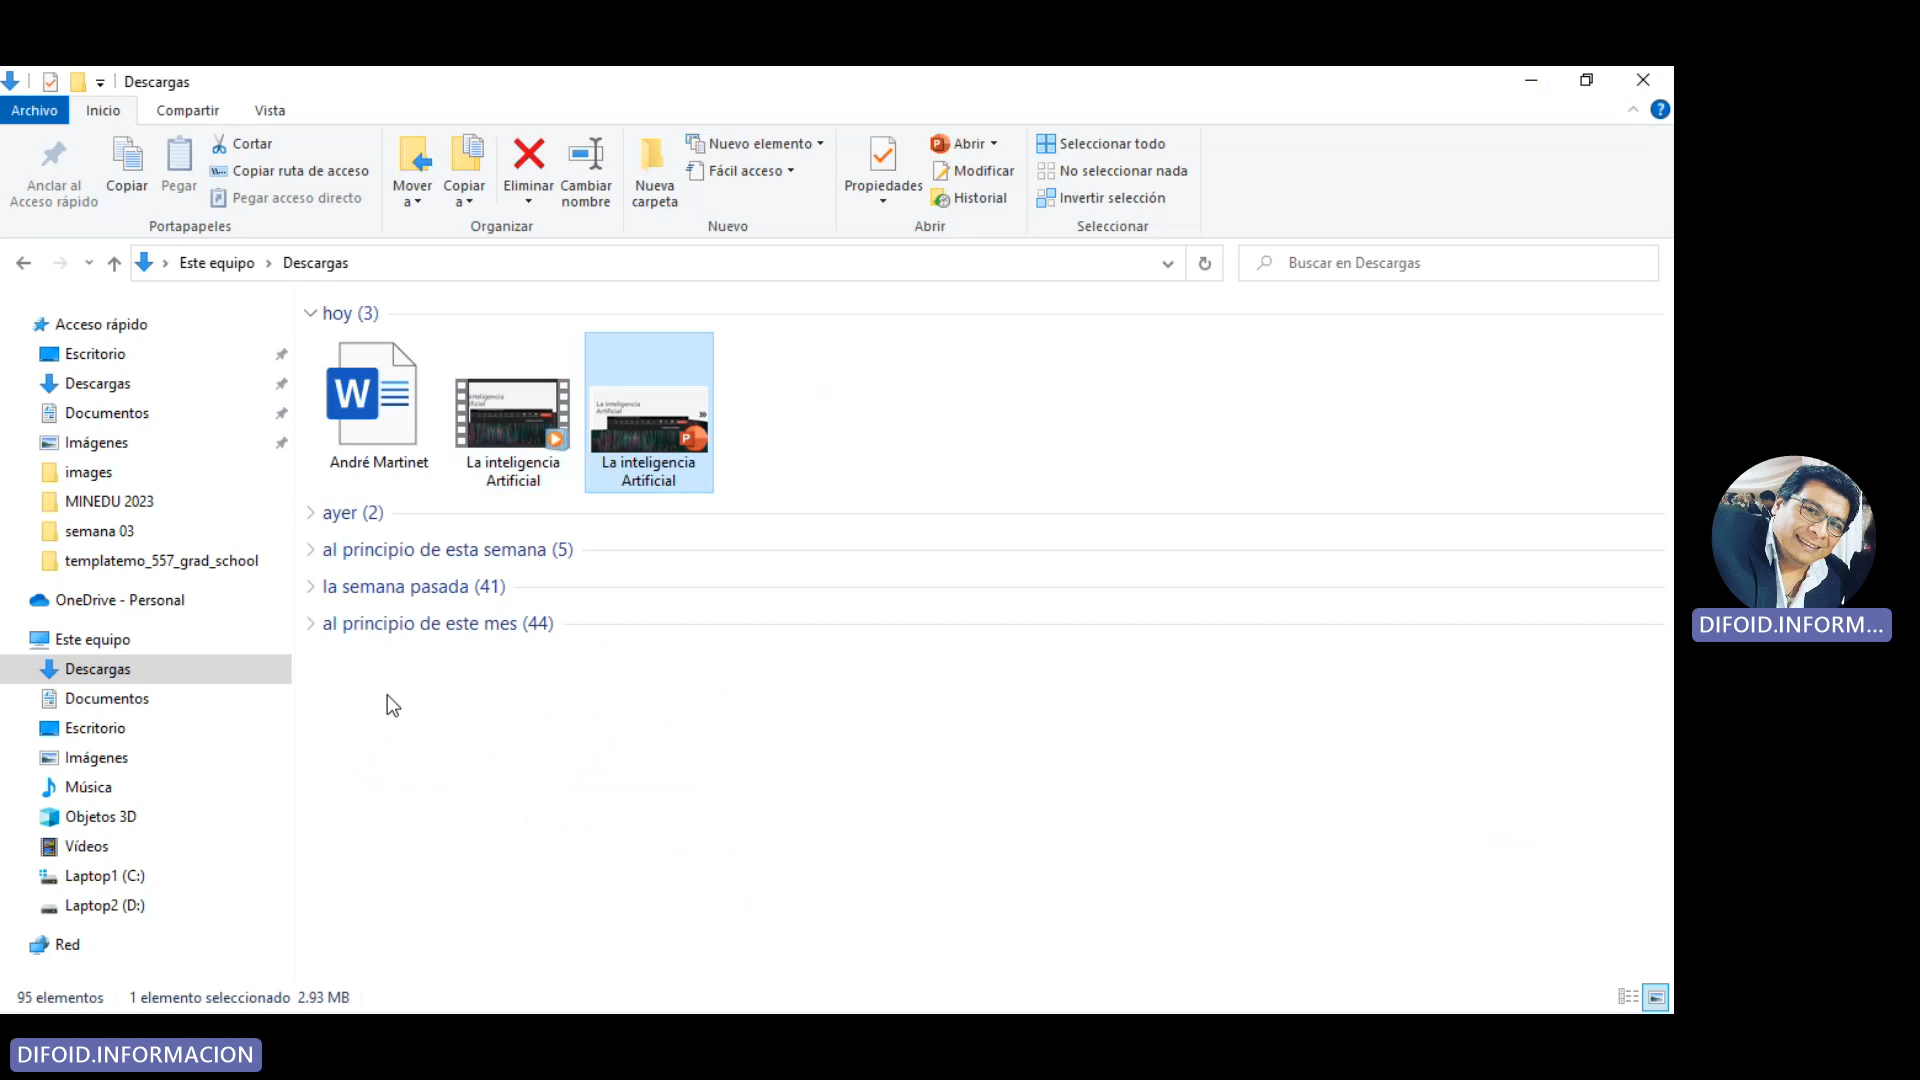 Descargas
Archivo
Inicio
Compartir
Vista
Anclar al
Acceso rápido
Copiar
Pegar
Cortar
Copiar ruta de acceso
Pegar acceso directo
Portapapeles
Mover
a
Copiar
a
Eliminar
Cambiar
nombre
Organizar
Nueva
carpeta
Nuevo elemento
Fácil acceso
Nuevo
Propiedades
Abrir
Modificar
Historial
Abrir
Seleccionar todo
No seleccionar nada
Invertir selección
Seleccionar
Este equipo
Descargas
Buscar en Descargas
Acceso rápido
Escritorio
Descargas
Documentos
Imágenes
images
MINEDU 2023
semana 03
templatemo_557_grad_school
OneDrive - Personal
Este equipo
Descargas
Documentos
Escritorio
Imágenes
Música
Objetos 3D
Vídeos
Laptop1 (C:)
Laptop2 (D:)
Red
hoy (3)
W
André Martinet
La inteligencia
Artificial
La inteligencia
Artificial
P
La inteligencia
Artificial
ayer (2)
al principio de esta semana (5)
la semana pasada (41)
al principio de este mes (44)
95 elementos
1 elemento seleccionado 2.93 MB
DIFOID.INFORM...
DIFOID.INFORMACION